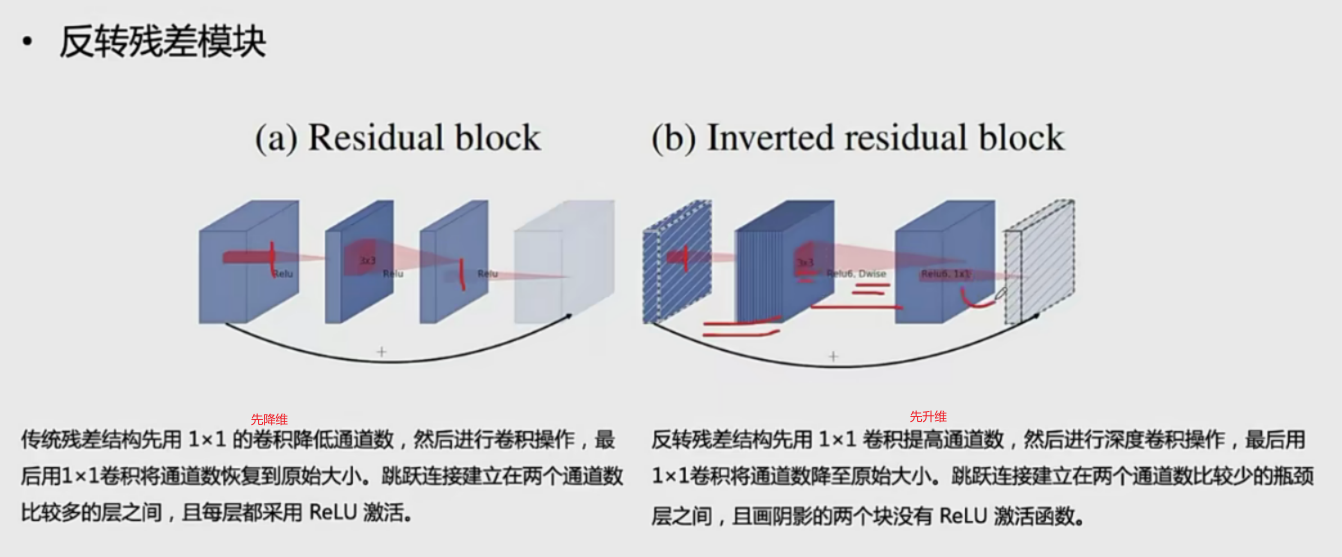 • 反转残差模块
(a) Residual block
(b) Inverted residual block
Relu
3x3
Relu
Relu
+
3x3
Relu6, Dwise
Relu6, 1x1
+
先降维
传统残差结构先用 1×1 的卷积降低通道数，然后进行卷积操作，最
后用1×1卷积将通道数恢复到原始大小。跳跃连接建立在两个通道数
比较多的层之间，且每层都采用 ReLU 激活。
先升维
反转残差结构先用 1×1 卷积提高通道数，然后进行深度卷积操作，最后用
1×1卷积将通道数降至原始大小。跳跃连接建立在两个通道数比较少的瓶颈
层之间，且画阴影的两个块没有 ReLU 激活函数。